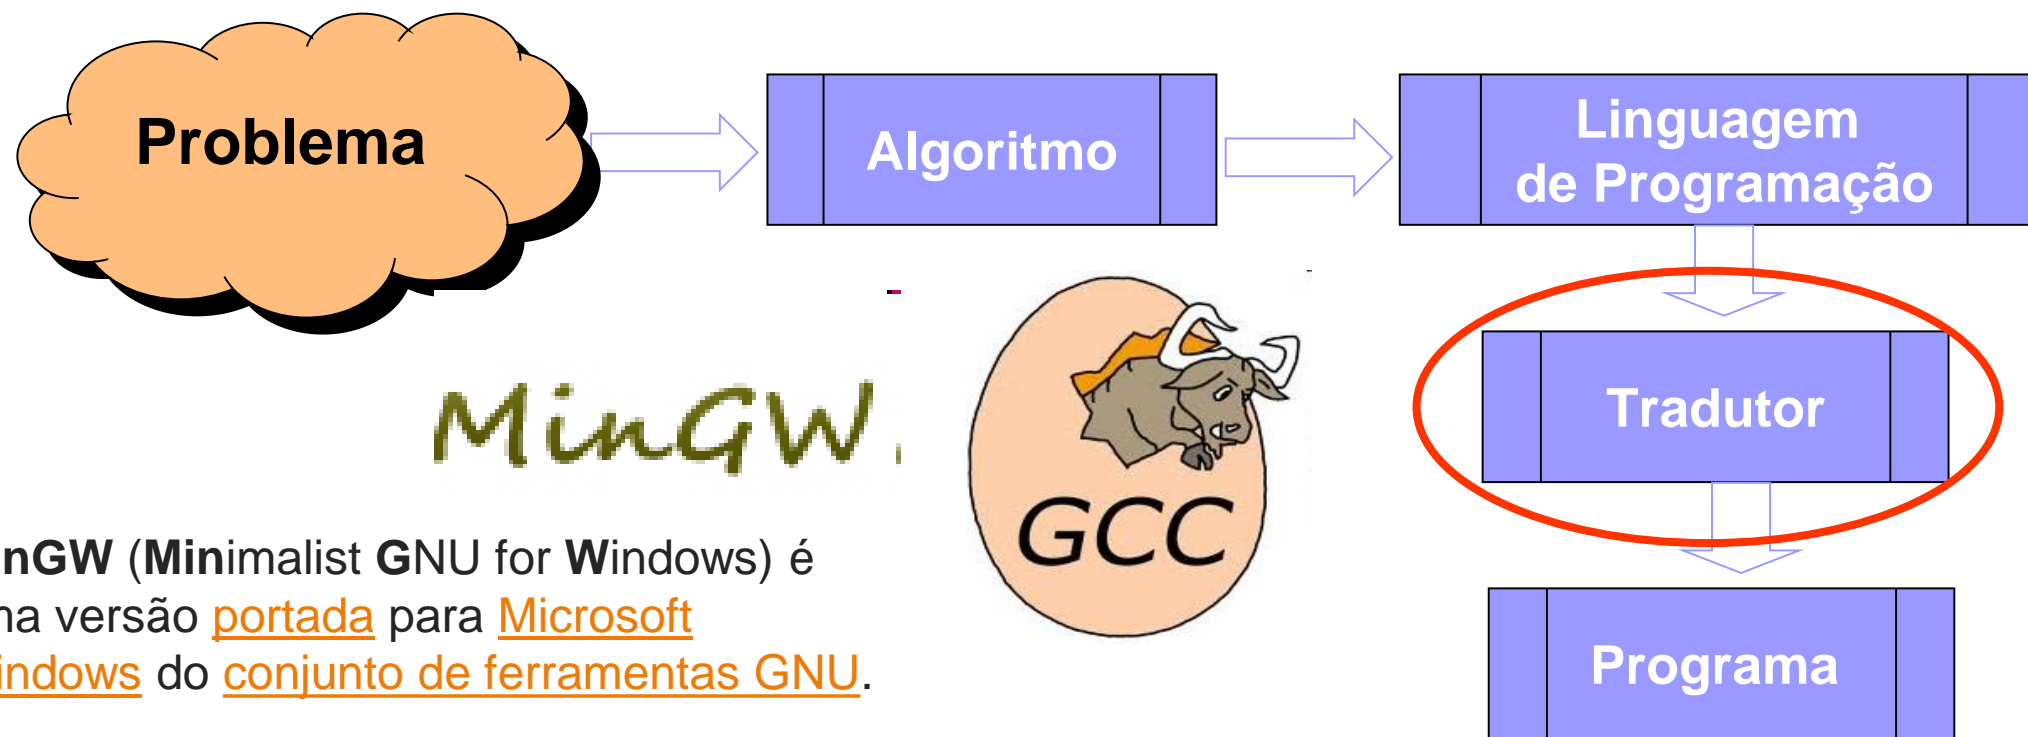 Problema
Algoritmo
Linguagem
de Programação
MinGW
GCC
Tradutor
nGW (Minimalist GNU for Windows) é
versão portada para Microsoft
indows do conjunto de ferramentas GNU.
Programa